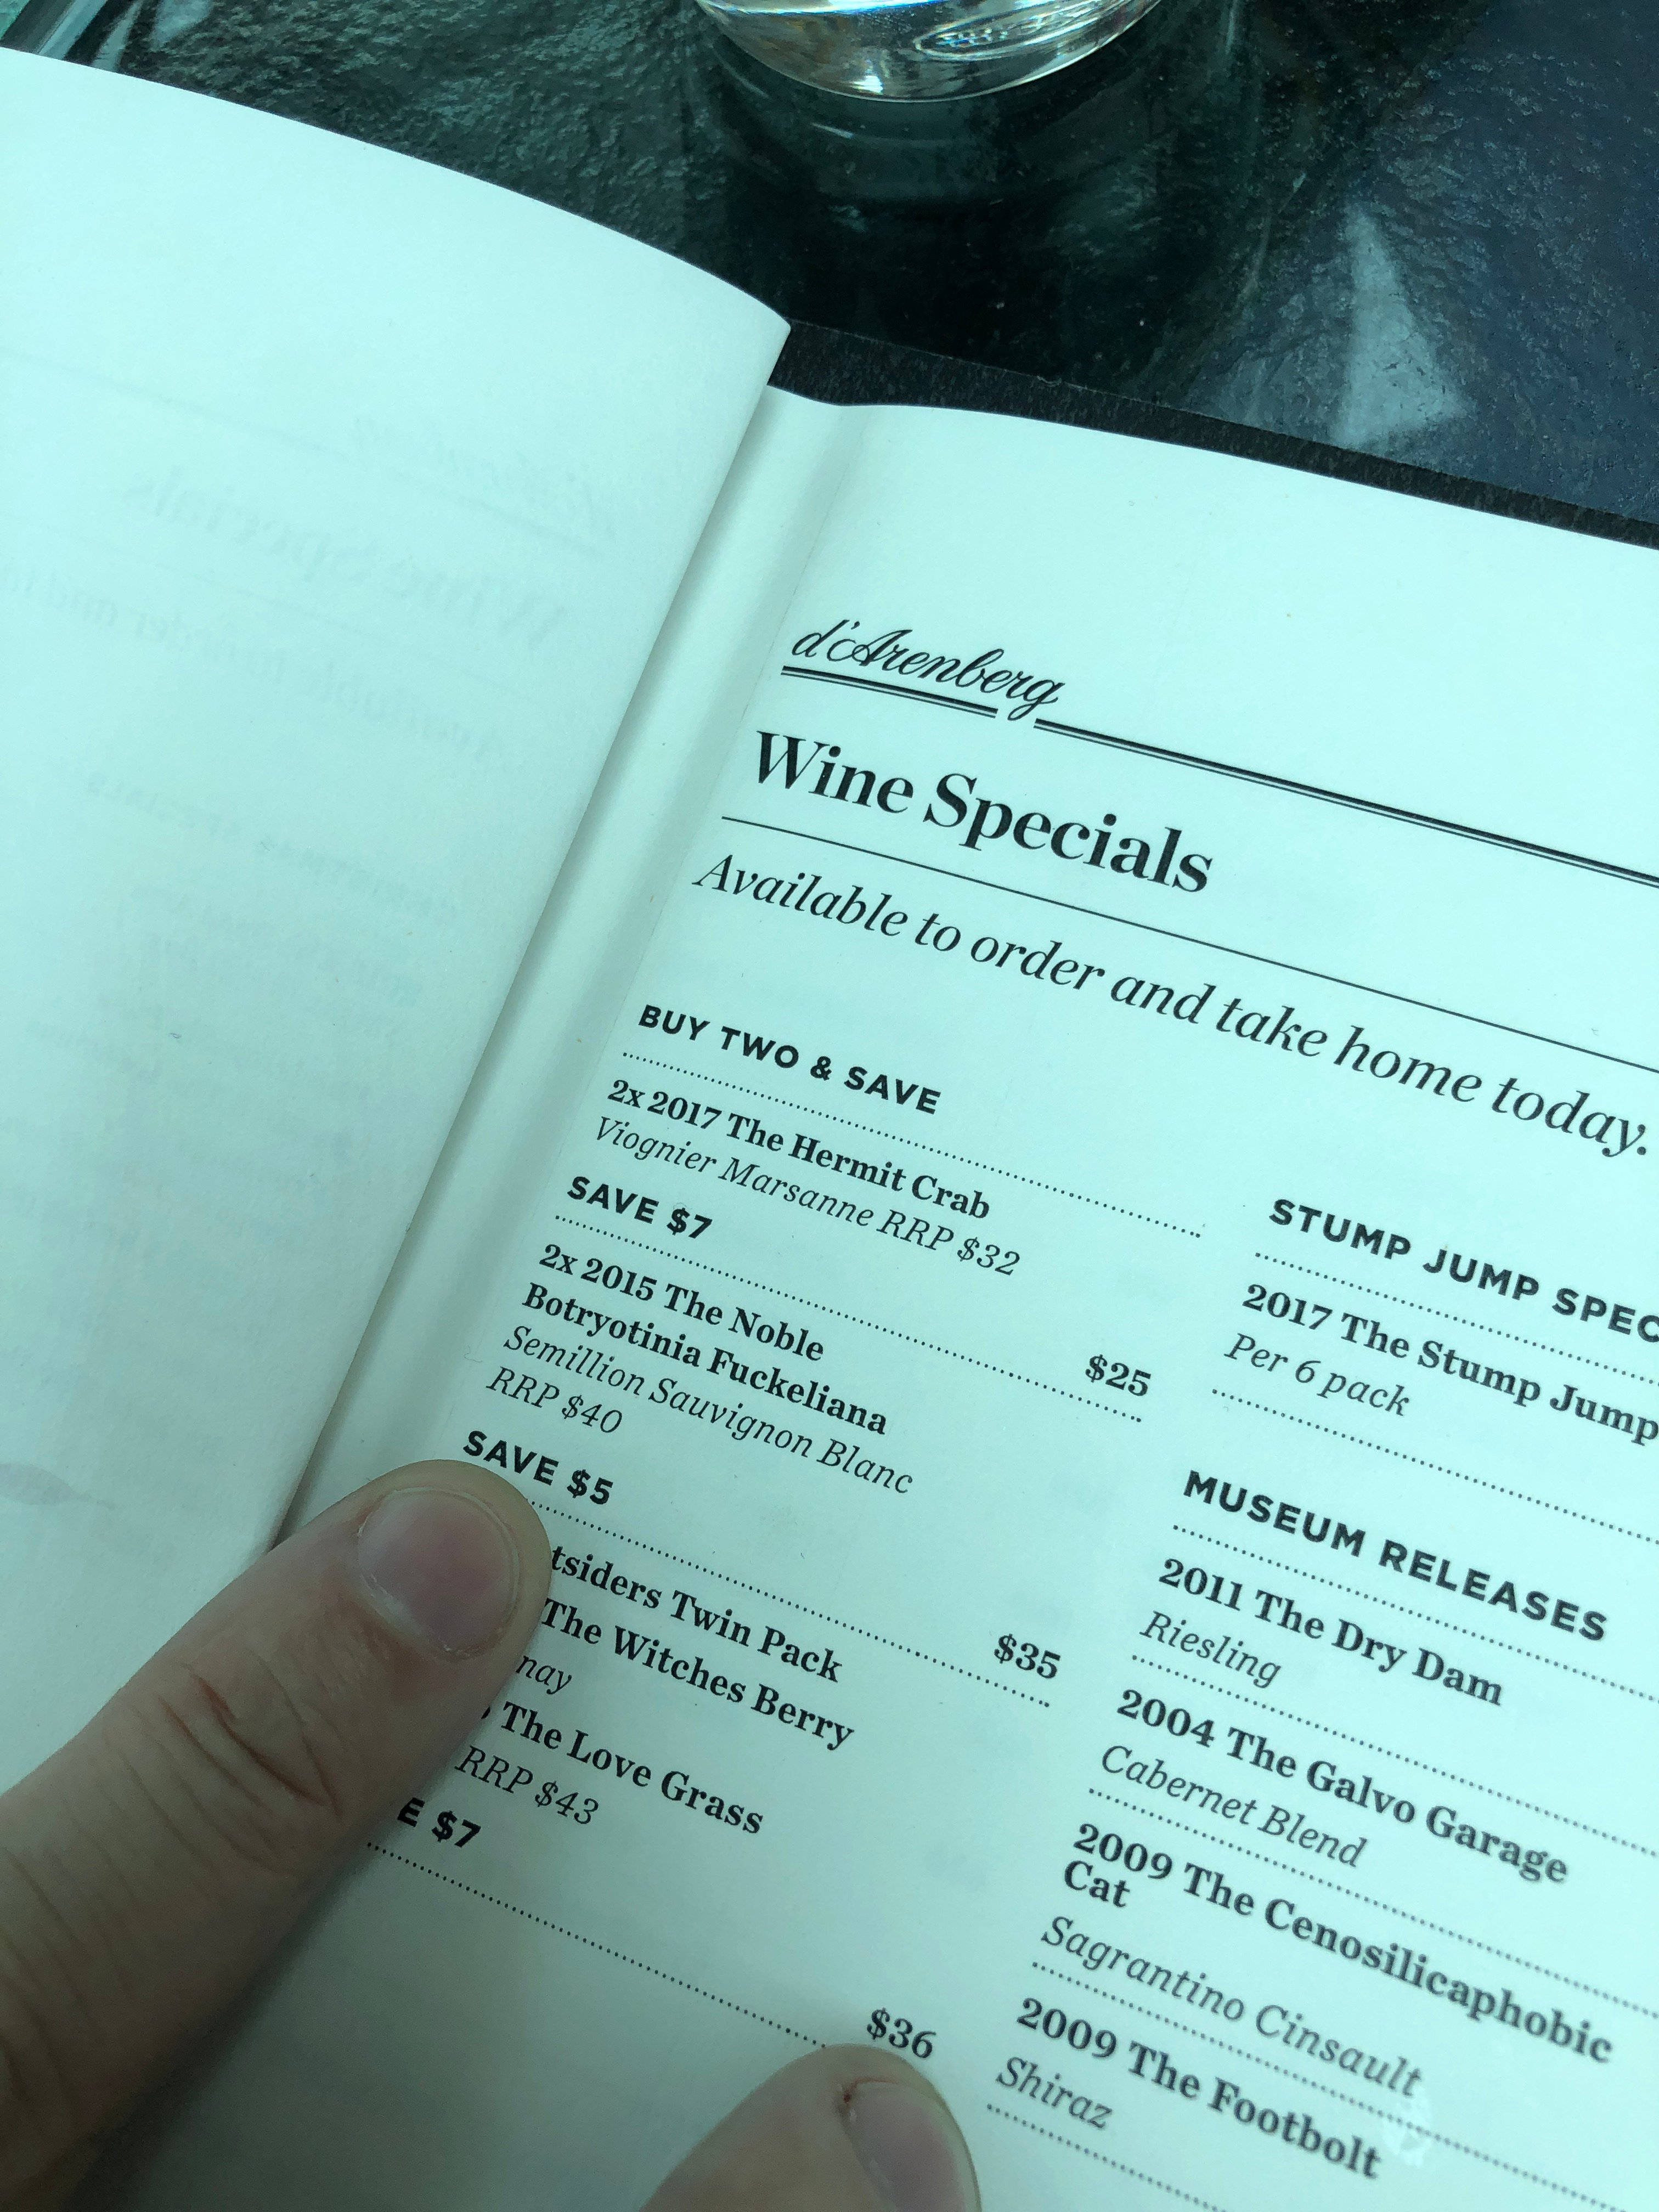 d'Arenberg
Wine Specials
Available to order and take home today.
BUY TWO & SAVE
2x 2017 The Hermit Crab
Viognier Marsanne RRP $32
SAVE $7
$25
2x 2015 The Noble
Botryotinia Fuckeliana
Semillion Sauvignon Blanc
RRP $40
SAVE $5
$35
tsiders Twin Pack
The Witches Berry
nay
The Love Grass
RRP $43
E $7
$36
STUMP JUMP SPEC
2017 The Stump Jump
Per 6 pack
MUSEUM RELEASES
2011 The Dry Dam
Riesling
2004 The Galvo Garage
Cabernet Blend
2009 The Cenosilicaphobic
Cat
Sagrantino Cinsault
2009 The Footbolt
Shiraz